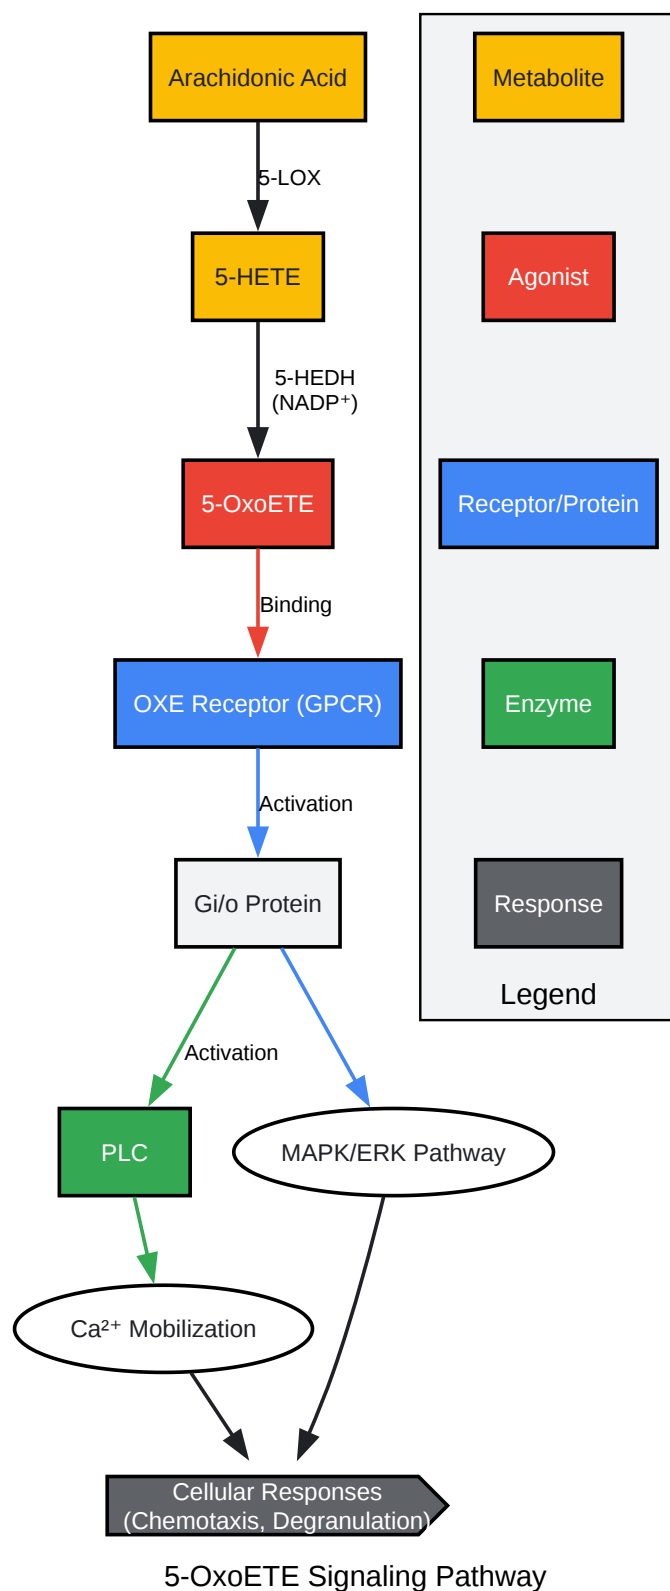 Arachidonic Acid
Metabolite
5-LOX
5-HETE
Agonist
5-HEDH
(NADP⁺)
5-OxoETE
Receptor/Protein
Binding
OXE Receptor (GPCR)
Enzyme
Activation
Gi/o Protein
Response
Legend
Activation
PLC
MAPK/ERK Pathway
Ca²⁺ Mobilization
Cellular Responses
(Chemotaxis, Degranulation)
5-OxoETE Signaling Pathway